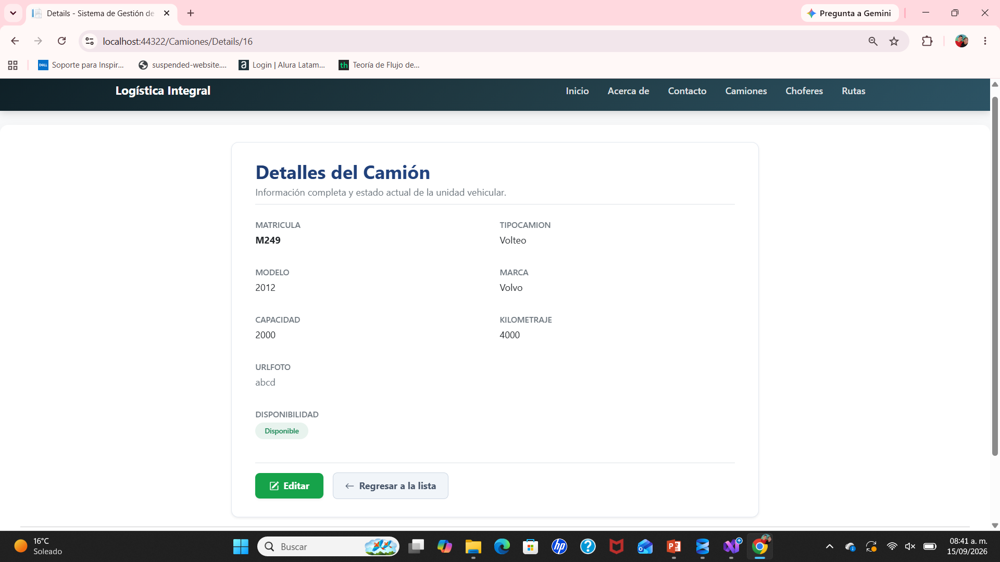 Details - Sistema de Gestión de
Pregunta a Gemini
localhost:44322/Camiones/Details/16
Soporte para Inspir...
suspended-website....
Login | Alura Latam...
Teoría de Flujo de...
Logística Integral
Inicio
Acerca de
Contacto
Camiones
Choferes
Rutas
Detalles del Camión
Información completa y estado actual de la unidad vehicular.
MATRICULA
M249
TIPOCAMION
Volteo
MODELO
2012
MARCA
Volvo
CAPACIDAD
2000
KILOMETRAJE
4000
URLFOTO
abcd
DISPONIBILIDAD
Disponible
Editar
Regresar a la lista
16°C
Soleado
Buscar
08:41 a. m.
15/09/2026